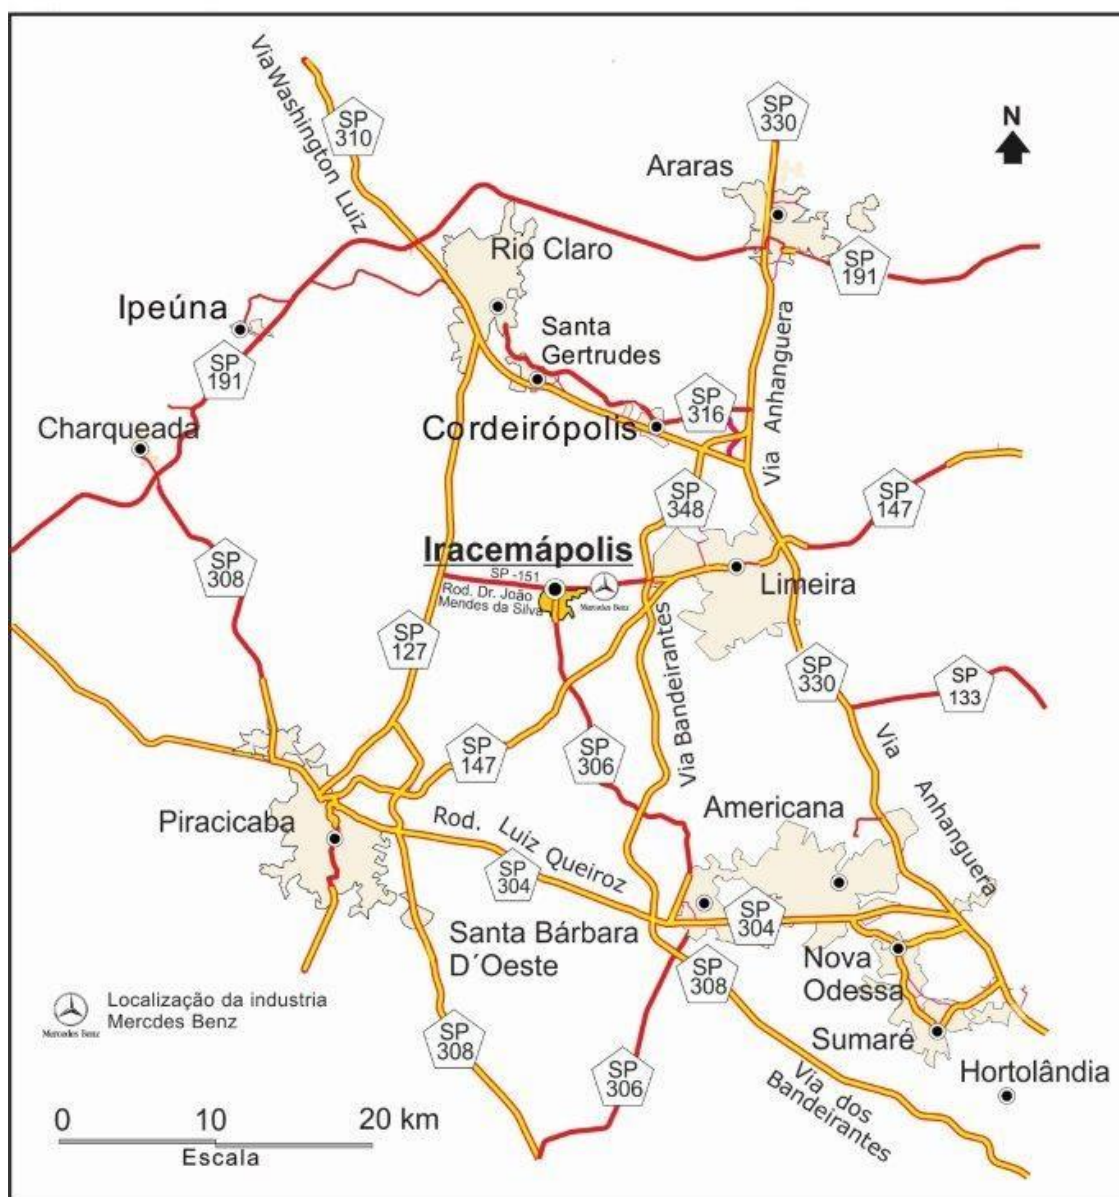 Via Washington Luiz
SP
310
SP
330
N
Araras
Rio Claro
SP
191
Ipeúna
Santa
Gertrudes
SP
191
SP
316
Via Anhanguera
Charqueada
Cordeirópolis
SP
348
SP
147
Iracemápolis
SP
308
SP -151
Rod. Dr. João
Mendes da Silva
Mercedes Benz
Limeira
SP
127
Via Bandeirantes
SP
330
SP
133
SP
147
SP
306
Via Anhanguera
Americana
Piracicaba
Rod. Luiz Queiroz
SP
304
SP
304
Santa Bárbara
D´Oeste
SP
308
Nova
Odessa
Localização da industria
Mercdes Benz
Mercedes Benz
SP
308
Sumaré
SP
306
Hortolândia
Via dos
Bandeirantes
0 10 20 km
Escala